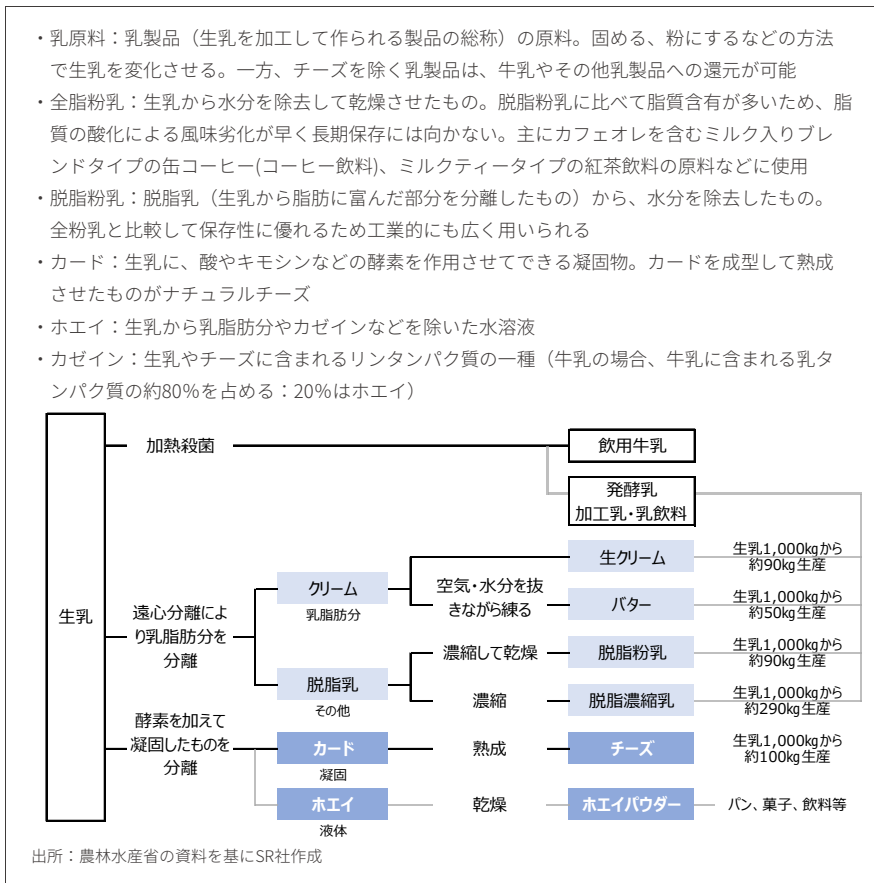 ・乳原料：乳製品（生乳を加工して作られる製品の総称）の原料。固める、粉にするなどの方法
で生乳を変化させる。一方、チーズを除く乳製品は、牛乳やその他乳製品への還元が可能
・全脂粉乳：生乳から水分を除去して乾燥させたもの。脱脂粉乳に比べて脂質含有が多いため、脂
質の酸化による風味劣化が早く長期保存には向かない。主にカフェオレを含むミルク入りブレ
ンドタイプの缶コーヒー(コーヒー飲料)、ミルクティータイプの紅茶飲料の原料などに使用
・脱脂粉乳：脱脂乳（生乳から脂肪に富んだ部分を分離したもの）から、水分を除去したもの。
全粉乳と比較して保存性に優れるため工業的にも広く用いられる
・カード：生乳に、酸やキモシンなどの酵素を作用させてできる凝固物。カードを成型して熟成
させたものがナチュラルチーズ
・ホエイ：生乳から乳脂肪分やカゼインなどを除いた水溶液
・カゼイン：生乳やチーズに含まれるリンタンパク質の一種（牛乳の場合、牛乳に含まれる乳タ
ンパク質の約80%を占める：20%はホエイ）
生乳
加熱殺菌
飲用牛乳
発酵乳
加工乳・乳飲料
遠心分離によ
り乳脂肪分を
分離
クリーム
乳脂肪分
生クリーム
生乳1,000kgから
約90kg生産
空気・水分を抜
きながら練る
バター
生乳1,000kgから
約50kg生産
脱脂乳
その他
濃縮して乾燥
脱脂粉乳
生乳1,000kgから
約90kg生産
濃縮
脱脂濃縮乳
生乳1,000kgから
約290kg生産
酵素を加えて
凝固したものを
分離
カード
凝固
熟成
チーズ
生乳1,000kgから
約100kg生産
ホエイ
液体
乾燥
ホエイパウダー
パン、菓子、飲料等
出所：農林水産省の資料を基にSR社作成